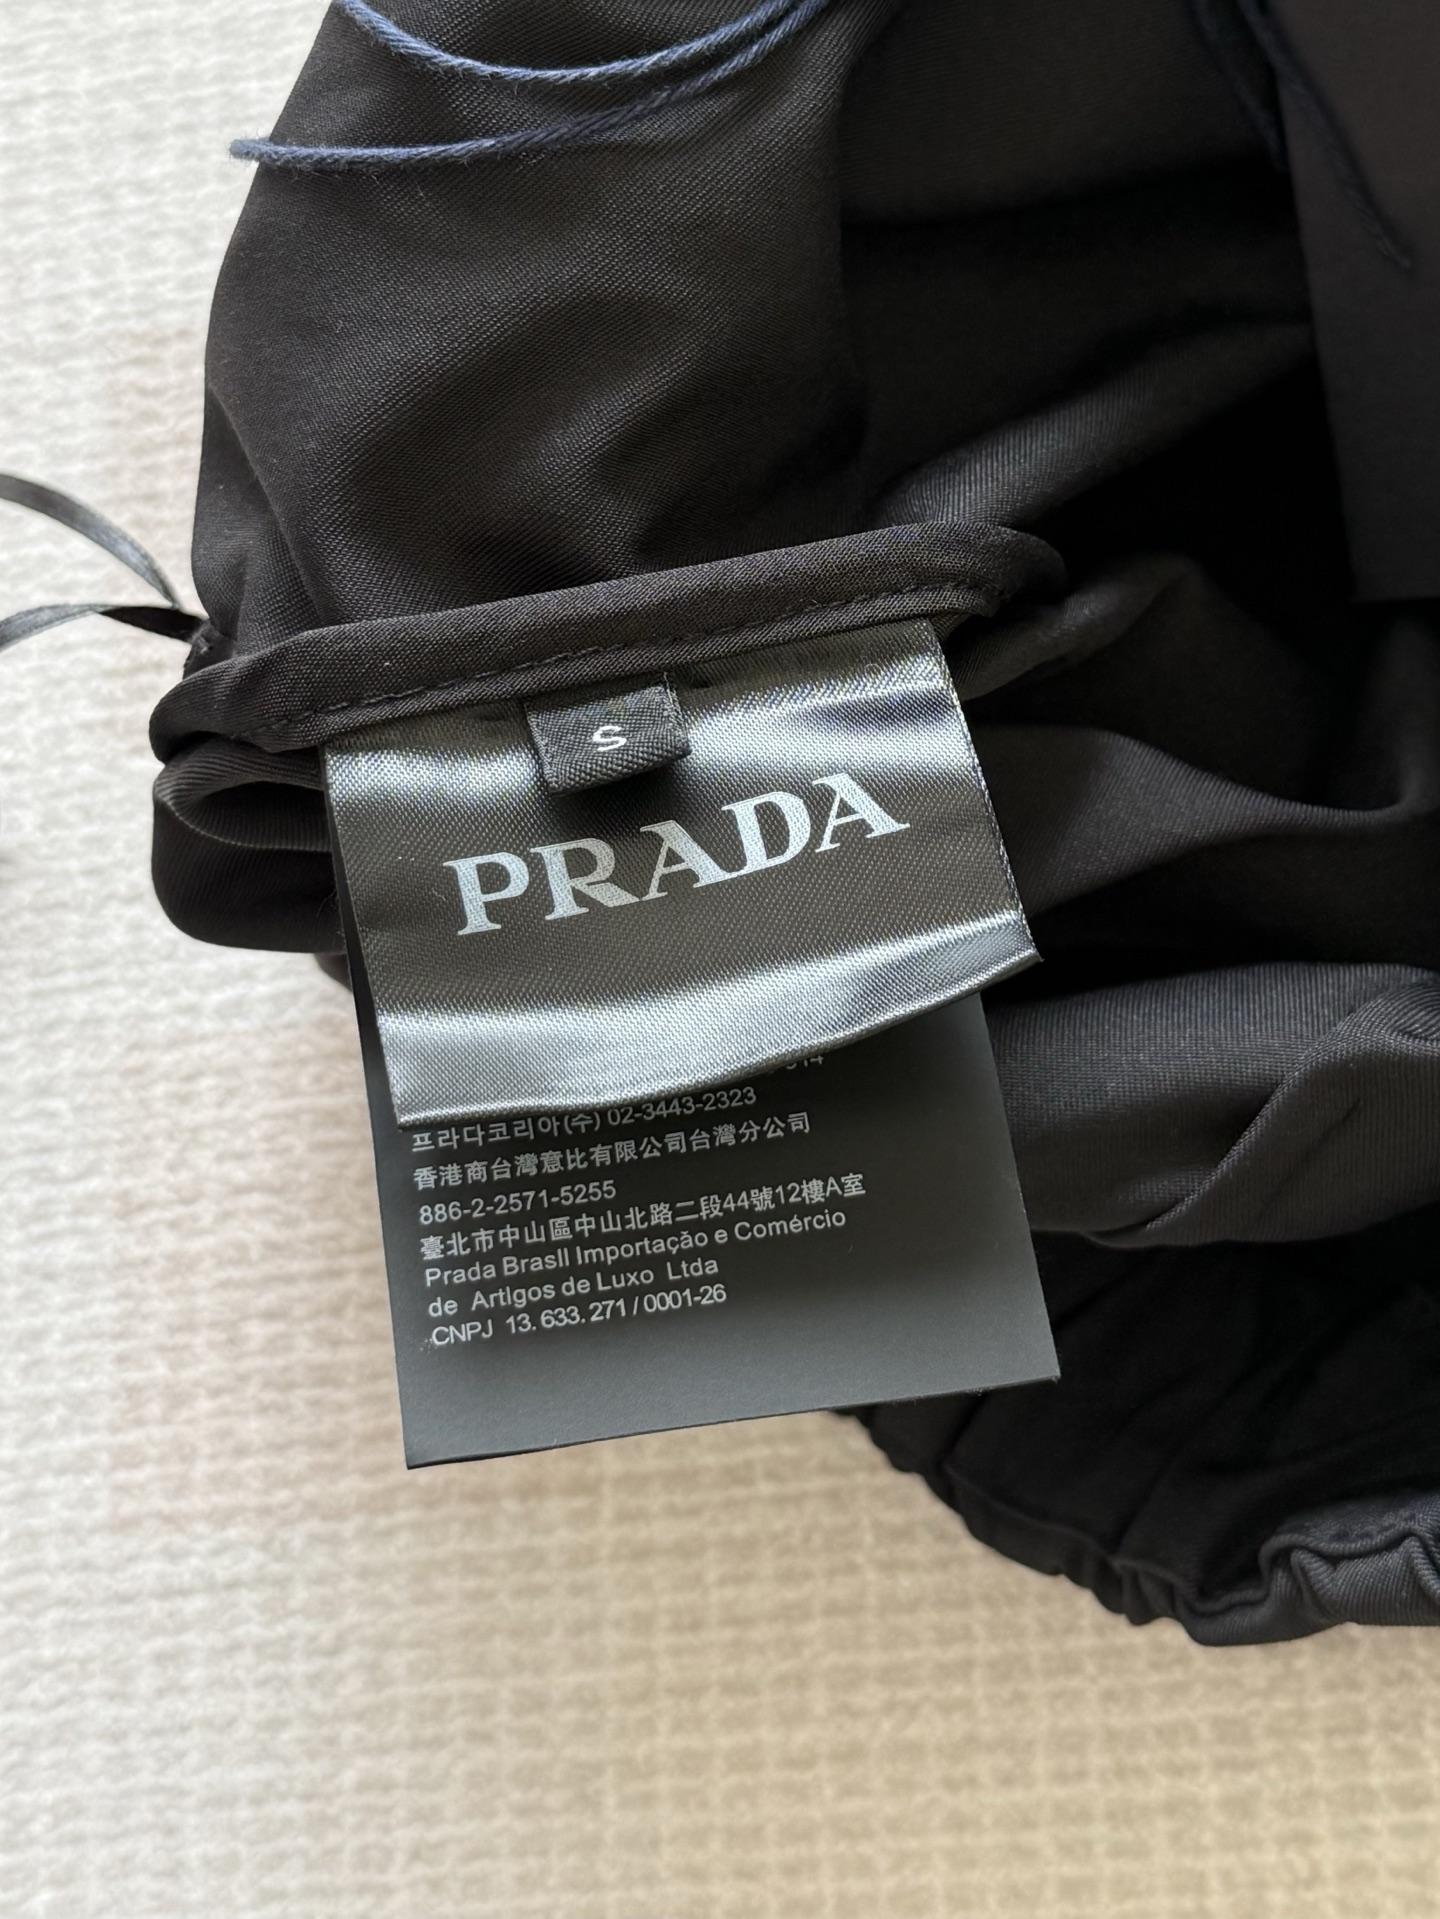 S
PRADA
프라다코리아(주) 02-3443-2323
香港商台灣意比有限公司台灣分公司
886-2-2571-5255
臺北市中山區中山北路二段44號12樓A室
Prada Brasll Importação e Comércio
de Artlgos de Luxo Ltda
CNPJ 13.633.271/0001-26